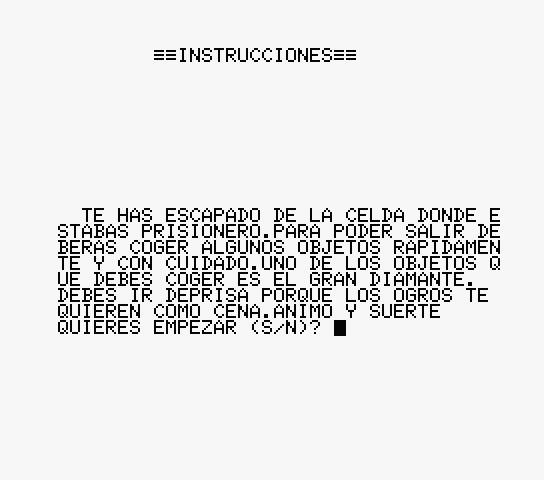 ≡≡INSTRUCCIONES≡≡
TE HAS ESCAPADO DE LA CELDA DONDE E
STABAS PRISIONERO.PARA PODER SALIR DE
BERAS COGER ALGUNOS OBJETOS RAPIDAMEN
TE Y CON CUIDADO.UNO DE LOS OBJETOS Q
UE DEBES COGER ES EL GRAN DIAMANTE.
DEBES IR DEPRISA PORQUE LOS OGROS TE
QUIEREN COMO CENA.ANIMO Y SUERTE
QUIERES EMPEZAR (S/N)?